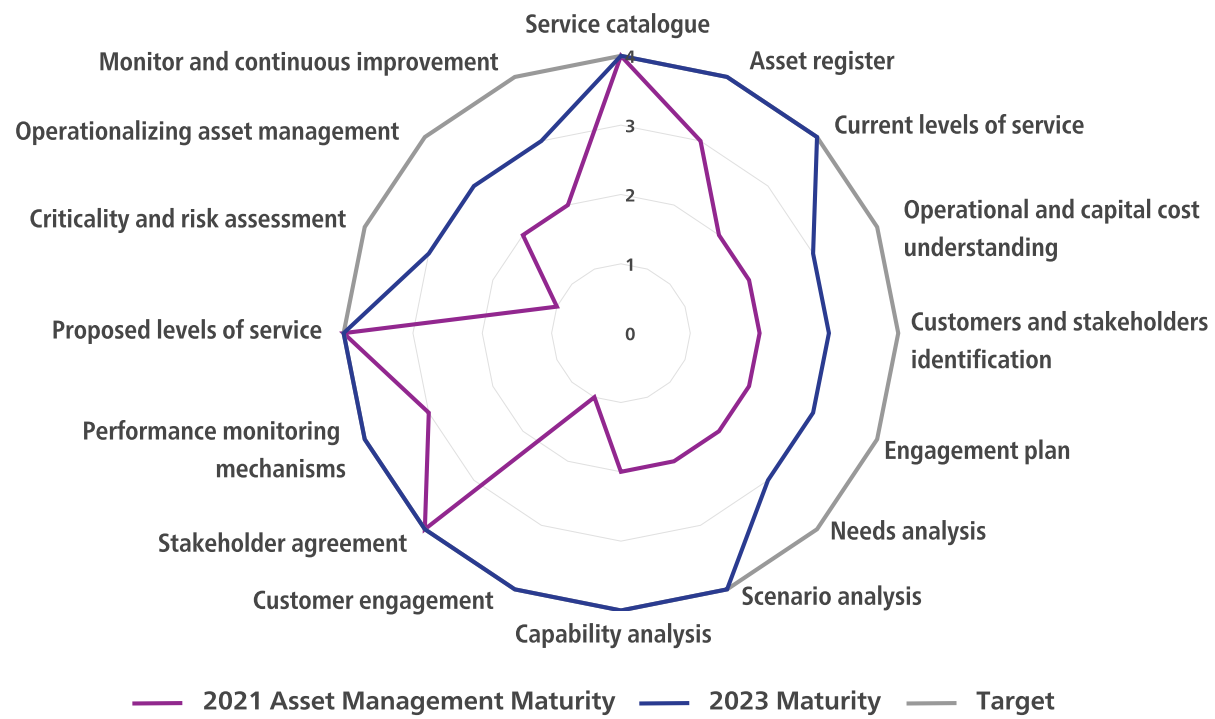 Service catalogue
Asset register
Current levels of service
Operational and capital cost
understanding
Customers and stakeholders
identification
Engagement plan
Needs analysis
Scenario analysis
Capability analysis
Customer engagement
Stakeholder agreement
Performance monitoring
mechanisms
Proposed levels of service
Criticality and risk assessment
Operationalizing asset management
Monitor and continuous improvement
4
3
2
1
0
2021 Asset Management Maturity
2023 Maturity
Target